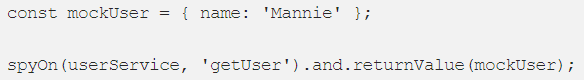 const mockUser = { name: 'Mannie' };
spyOn(userService, 'getUser').and.returnValue(mockUser);